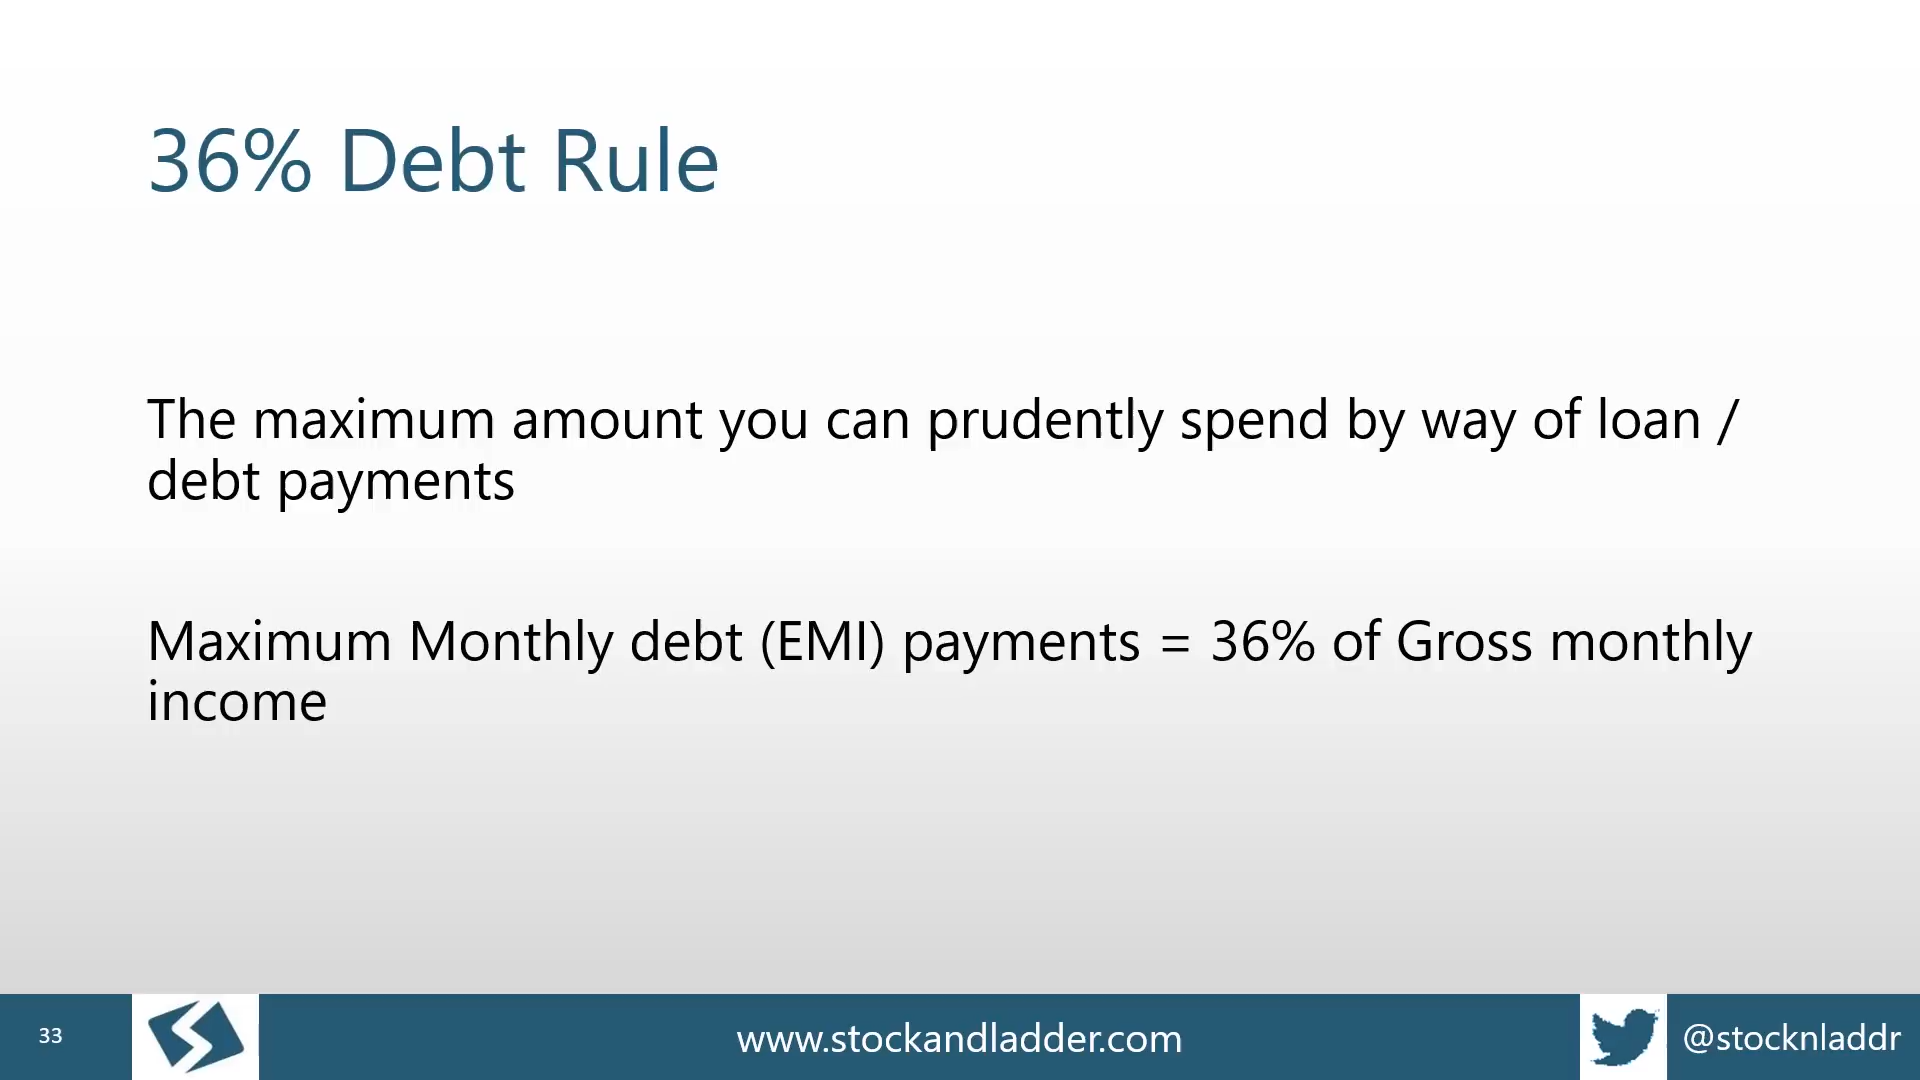 36% Debt Rule
The maximum amount you can prudently spend by way of loan /
debt payments
Maximum Monthly debt (EMI) payments = 36% of Gross monthly
income
33
www.stockandladder.com
@stocknladdr